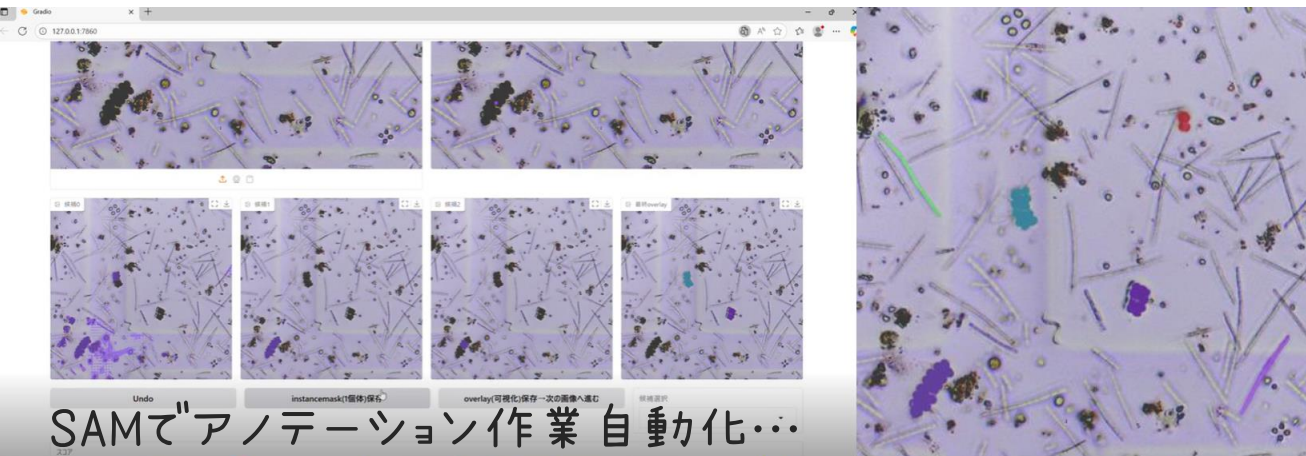 Gradio
127.0.0.1:7860
候補0
候補1
候補2
最終overlay
Undo
instancemask(1個体)保存
overlay(可視化)保存→次の画像へ進む
候補選択
スコア
SAMでアノテーション作業 自動化…